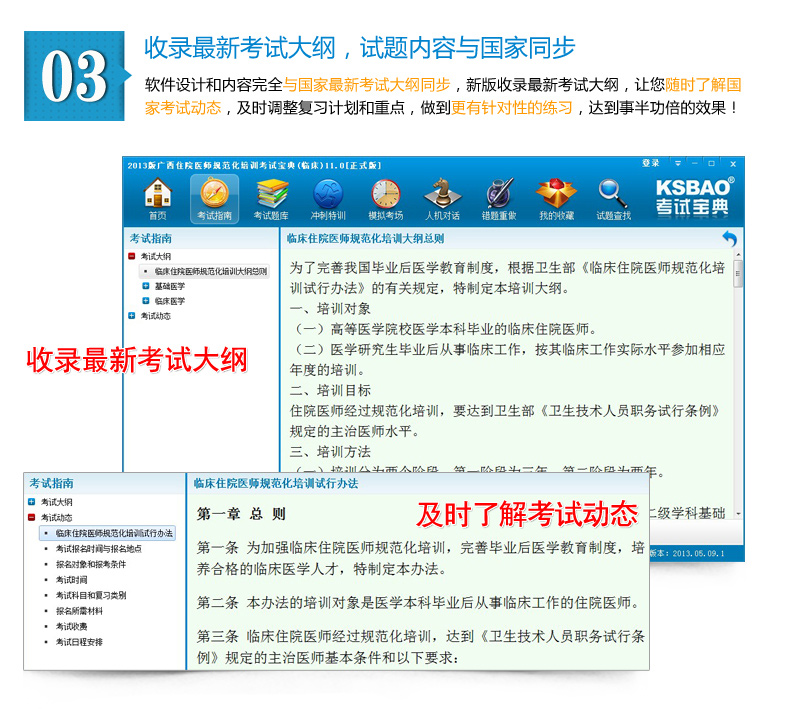 03
收录最新考试大纲，试题内容与国家同步
软件设计和内容完全与国家最新考试大纲同步，新版收录最新考试大纲，让您随时了解国
家考试动态，及时调整复习计划和重点，做到更有针对性的练习，达到事半功倍的效果！
2013版广西住院医师规范化培训考试宝典(临床)11.0[正式版]
登录
首页 考试指南 考试题库 冲刺特训 模拟考场 人机对话 错题重做 我的收藏 试题查找
KSBAO®
考试宝典
考试指南
考试大纲
临床住院医师规范化培训大纲总则
基础医学
临床医学
考试动态
临床住院医师规范化培训大纲总则
为了完善我国毕业后医学教育制度，根据卫生部《临床住院医师规范化培
训试行办法》的有关规定，特制定本培训大纲。
一、培训对象
（一）高等医学院校医学本科毕业的临床住院医师。
（二）医学研究生毕业后从事临床工作，按其临床工作实际水平参加相应
年度的培训。
二、培训目标
住院医师经过规范化培训，要达到卫生部《卫生技术人员职务试行条例》
规定的主治医师水平。
三、培训方法
（一）培训分为两个阶段，第一阶段为三年，第二阶段为两年。
二级学科基础
版本：2013.05.09.1
收录最新考试大纲
考试指南
考试大纲
考试动态
临床住院医师规范化培训试行办法
考试报名时间与报名地点
报名对象和报考条件
考试时间
考试科目和复习类别
报名所需材料
考试收费
考试日程安排
临床住院医师规范化培训试行办法
及时了解考试动态
第一章 总 则
第一条 为加强临床住院医师规范化培训，完善毕业后医学教育制度，培
养合格的临床医学人才，特制定本办法。
第二条 本办法的培训对象是医学本科毕业后从事临床工作的住院医师。
第三条 临床住院医师经过规范化培训，达到《卫生技术人员职务试行条
例》规定的主治医师基本条件和以下要求：